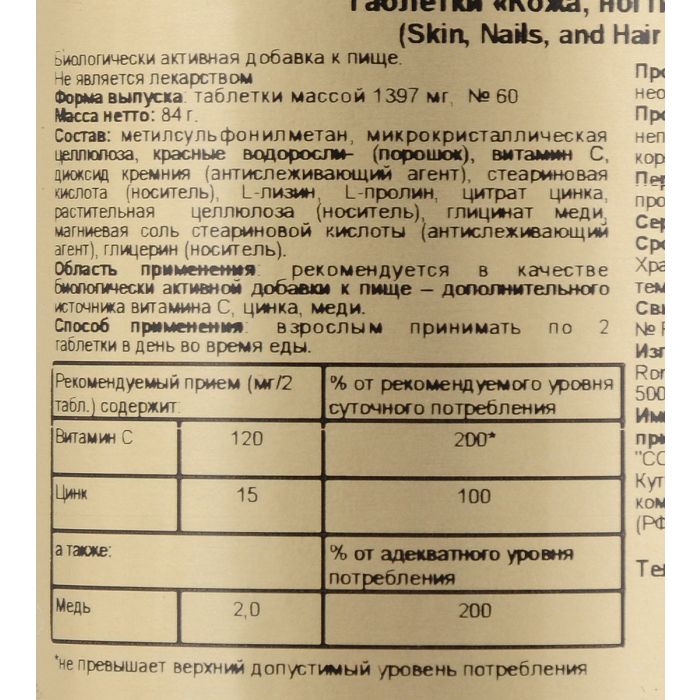 Таблетки «Кожа,
(Skin, Nails, and Hair
Биологически активная добавка к пище.
Не является лекарством
Форма выпуска: таблетки массой 1397 мг, № 60
Масса нетто: 84 г.
Состав: метилсульфонилметан, микрокристаллическая
целлюлоза, красные водоросли- (порошок), витамин С,
диоксид кремния (антислеживающий агент), стеариновая
кислота (носитель), L-лизин, L-пролин, цитрат цинка,
растительная целлюлоза (носитель), глицинат меди,
магниевая соль стеариновой кислоты (антислеживающий
агент), глицерин (носитель).
Область применения: рекомендуется в качестве
биологически активной добавки к пище – дополнительного
источника витамина С, цинка, меди.
Способ применения: взрослым принимать по 2
таблетки в день во время еды.
Рекомендуемый прием (мг/2
табл.) содержит:
% от рекомендуемого уровня
суточного потребления
Витамин С 120 200*
Цинк 15 100
а также:
% от адекватного уровня
потребления
Медь 2,0 200
*не превышает верхний допустимый уровень потребления